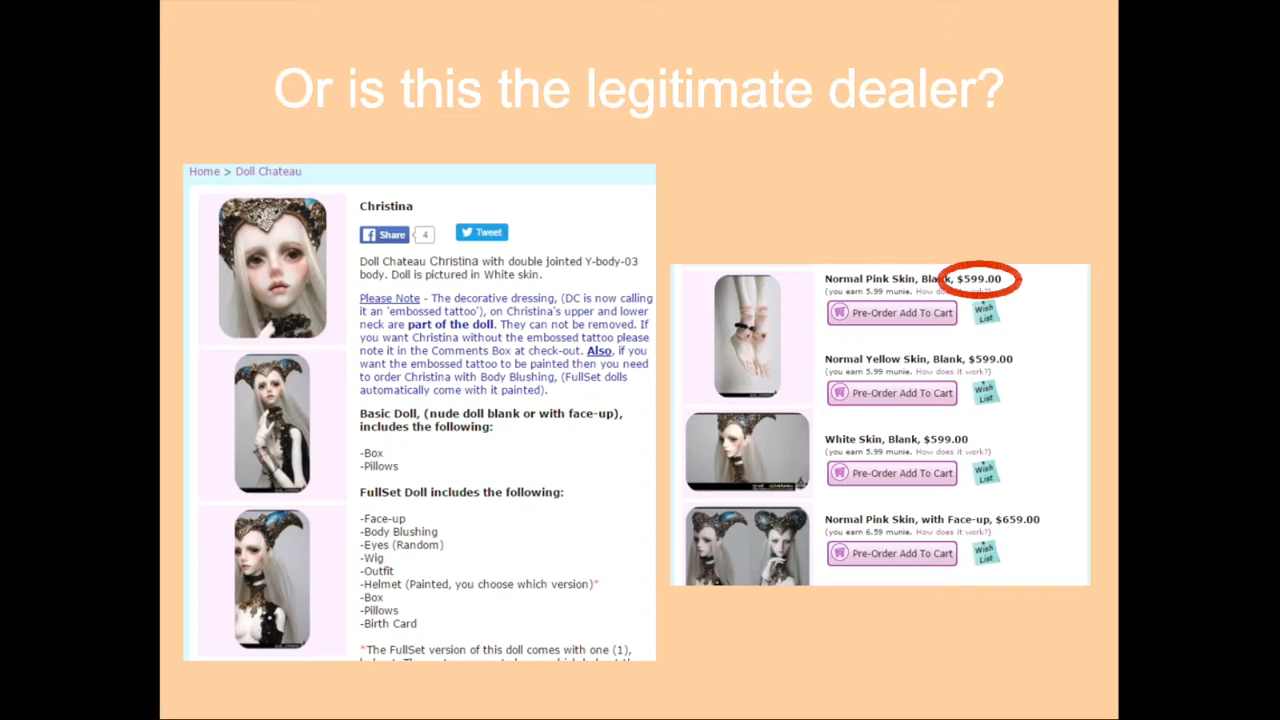 Or is this the legitimate dealer?
Home > Doll Chateau
Christina
Share 4 Tweet
Doll Chateau Christina with double jointed Y-body-03
body. Doll is pictured in White skin.
Please Note - The decorative dressing, (DC is now calling
it an 'embossed tattoo'), on Christina's upper and lower
neck are part of the doll. They can not be removed. If
you want Christina without the embossed tattoo please
note it in the Comments Box at check-out. Also, if you
want the embossed tattoo to be painted then you need
to order Christina with Body Blushing, (FullSet dolls
automatically come with it painted).
Basic Doll, (nude doll blank or with face-up),
includes the following:
-Box
-Pillows
FullSet Doll includes the following:
-Face-up
-Body Blushing
-Eyes (Random)
-Wig
-Outfit
-Helmet (Painted, you choose which version)*
-Box
-Pillows
-Birth Card
*The FullSet version of this doll comes with one (1),
Normal Pink Skin, Blank, $599.00
(you earn 5.99 munie. How does it work?)
Pre-Order Add To Cart
Wish
List
Normal Yellow Skin, Blank, $599.00
(you earn 5.99 munie. How does it work?)
Pre-Order Add To Cart
Wish
List
White Skin, Blank, $599.00
(you earn 5.99 munie. How does it work?)
Pre-Order Add To Cart
Wish
List
Normal Pink Skin, with Face-up, $659.00
(you earn 6.59 munie. How does it work?)
Pre-Order Add To Cart
Wish
List